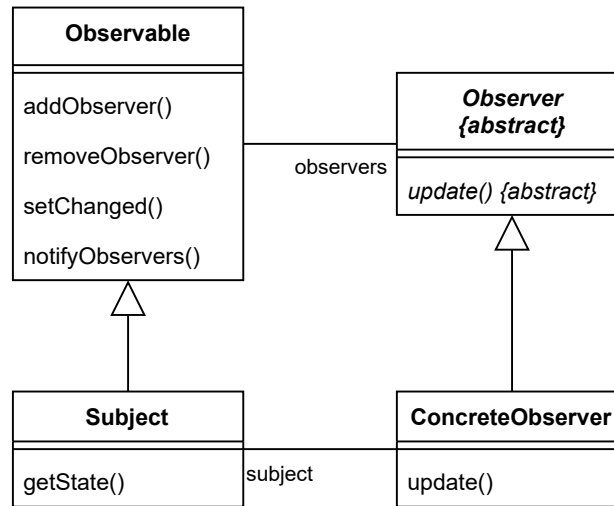 Observable
addObserver()
removeObserver()
setChanged()
notifyObservers()
observers
Observer
{abstract}
update() {abstract}
Subject
getState()
subject
ConcreteObserver
update()